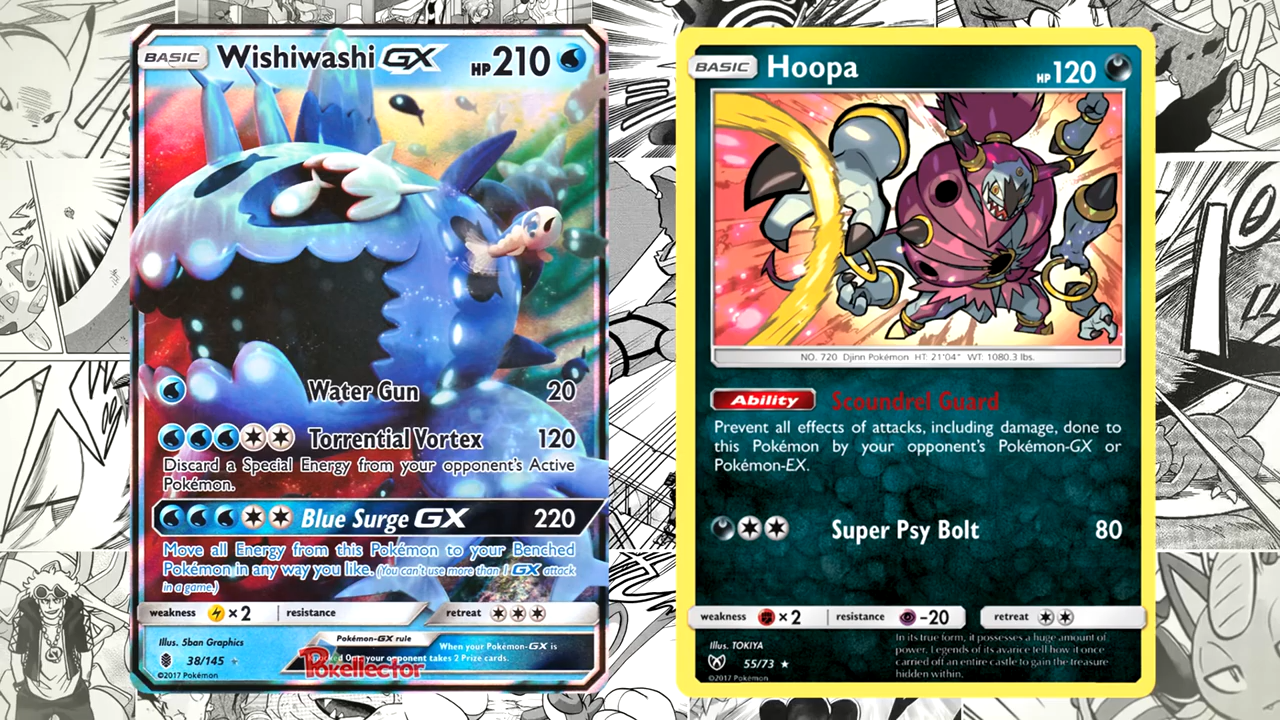 BASIC Wishiwashi GX HP 210
Water Gun 20
Torrential Vortex 120
Discard a Special Energy from your opponent's Active
Pokémon.
Blue Surge GX 220
Move all Energy from this Pokémon to your Benched
Pokémon in any way you like. (You can't use more than 1 GX attack
in a game.)
weakness ×2 resistance retreat
Illus. 5ban Graphics
38/145
©2017 Pokémon
Pokémon-GX rule
When your Pokémon-GX is
Out, your opponent takes 2 Prize cards.
Pokellector
BASIC Hoopa HP 120
NO. 720 Djinn Pokémon HT: 21'04" WT: 1080.3 lbs.
Ability Scoundrel Guard
Prevent all effects of attacks, including damage, done to
this Pokémon by your opponent's Pokémon-GX or
Pokémon-EX.
Super Psy Bolt 80
weakness ×2 resistance -20 retreat
Illus. TOKIYA
55/73 ★
©2017 Pokémon
In its true form, it possesses a huge amount of
power. Legends of its avarice tell how it once
carried off an entire castle to gain the treasure
hidden within.